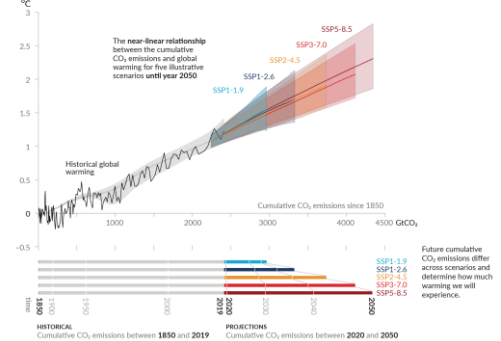 °C
3
2.5
2
1.5
1
0.5
0
−0.5
The near-linear relationship
between the cumulative
CO₂ emissions and global
warming for five illustrative
scenarios until year 2050
SSP5-8.5
SSP3-7.0
SSP2-4.5
SSP1-2.6
SSP1-1.9
Historical global
warming
Cumulative CO₂ emissions since 1850
1000
2000
3000
4000
4500 GtCO₂
SSP1-1.9
SSP1-2.6
SSP2-4.5
SSP3-7.0
SSP5-8.5
Future cumulative
CO₂ emissions differ
across scenarios and
determine how much
warming we will
experience.
time
1850
1900
1950
2000
2019
2020
2030
2040
2050
HISTORICAL
Cumulative CO₂ emissions between 1850 and 2019
PROJECTIONS
Cumulative CO₂ emissions between 2020 and 2050